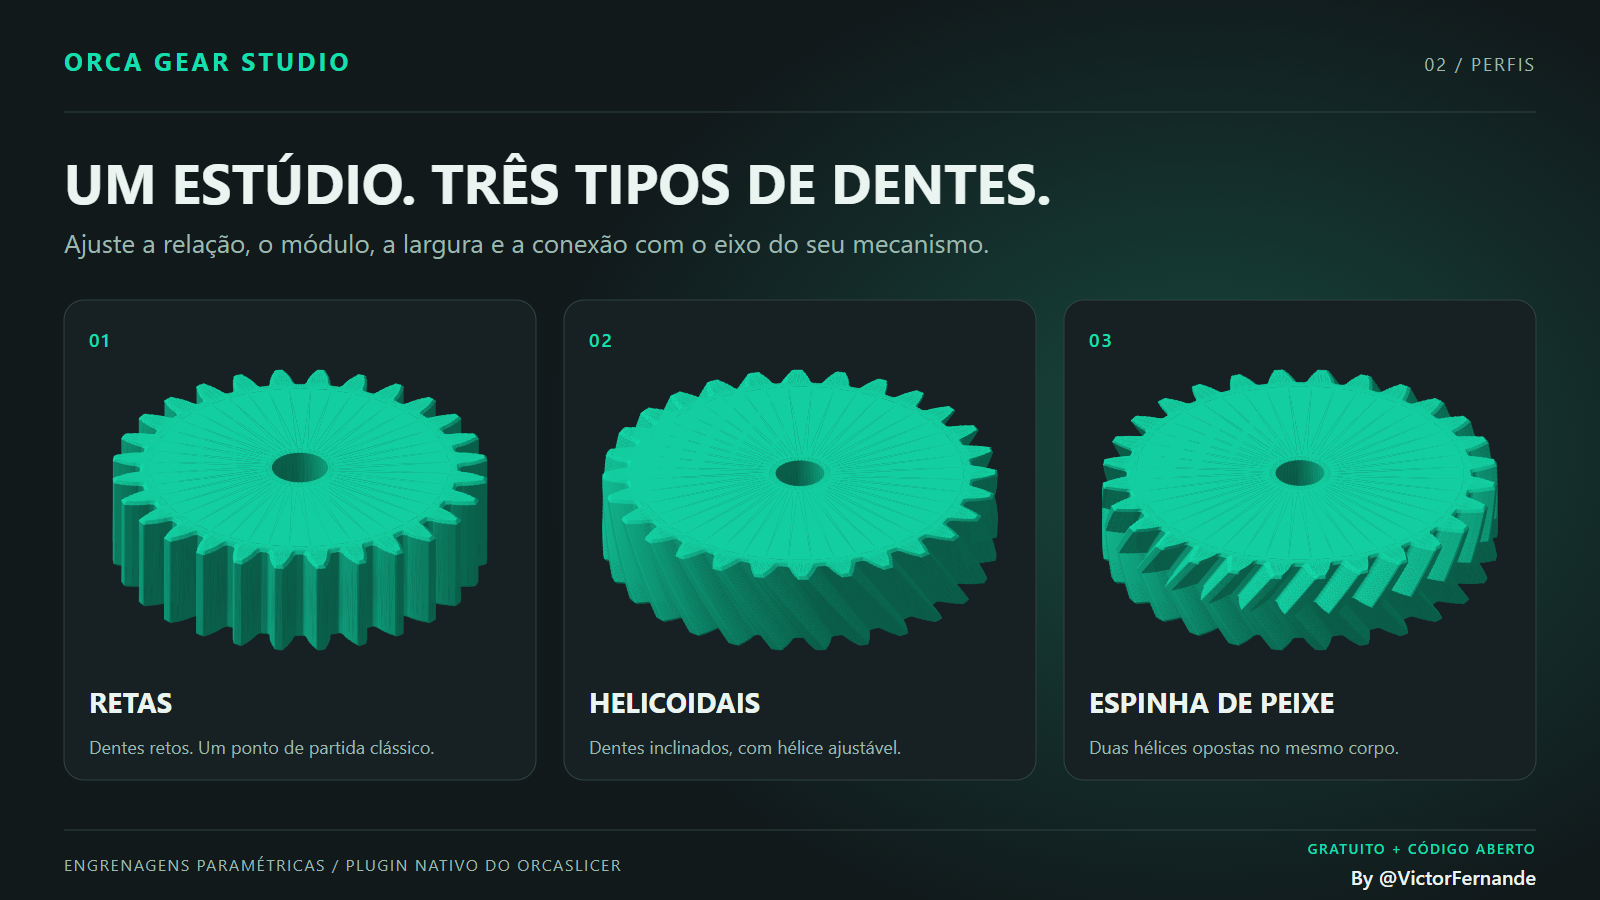 ORCA GEAR STUDIO
02 / PERFIS
UM ESTÚDIO. TRÊS TIPOS DE DENTES.
Ajuste a relação, o módulo, a largura e a conexão com o eixo do seu mecanismo.
01
RETAS
Dentes retos. Um ponto de partida clássico.
02
HELICOIDAIS
Dentes inclinados, com hélice ajustável.
03
ESPINHA DE PEIXE
Duas hélices opostas no mesmo corpo.
ENGRENAGENS PARAMÉTRICAS / PLUGIN NATIVO DO ORCASLICER
GRATUITO + CÓDIGO ABERTO
By @VictorFernande